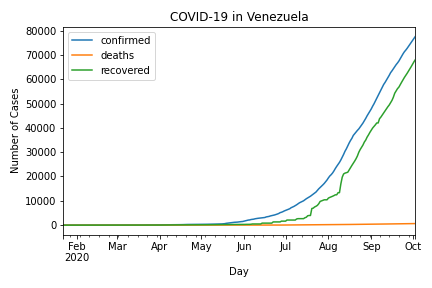 COVID-19 in Venezuela
confirmed
deaths
recovered
80000
70000
60000
50000
40000
30000
20000
10000
0
Number of Cases
Feb Mar Apr May Jun Jul Aug Sep Oct
2020
Day